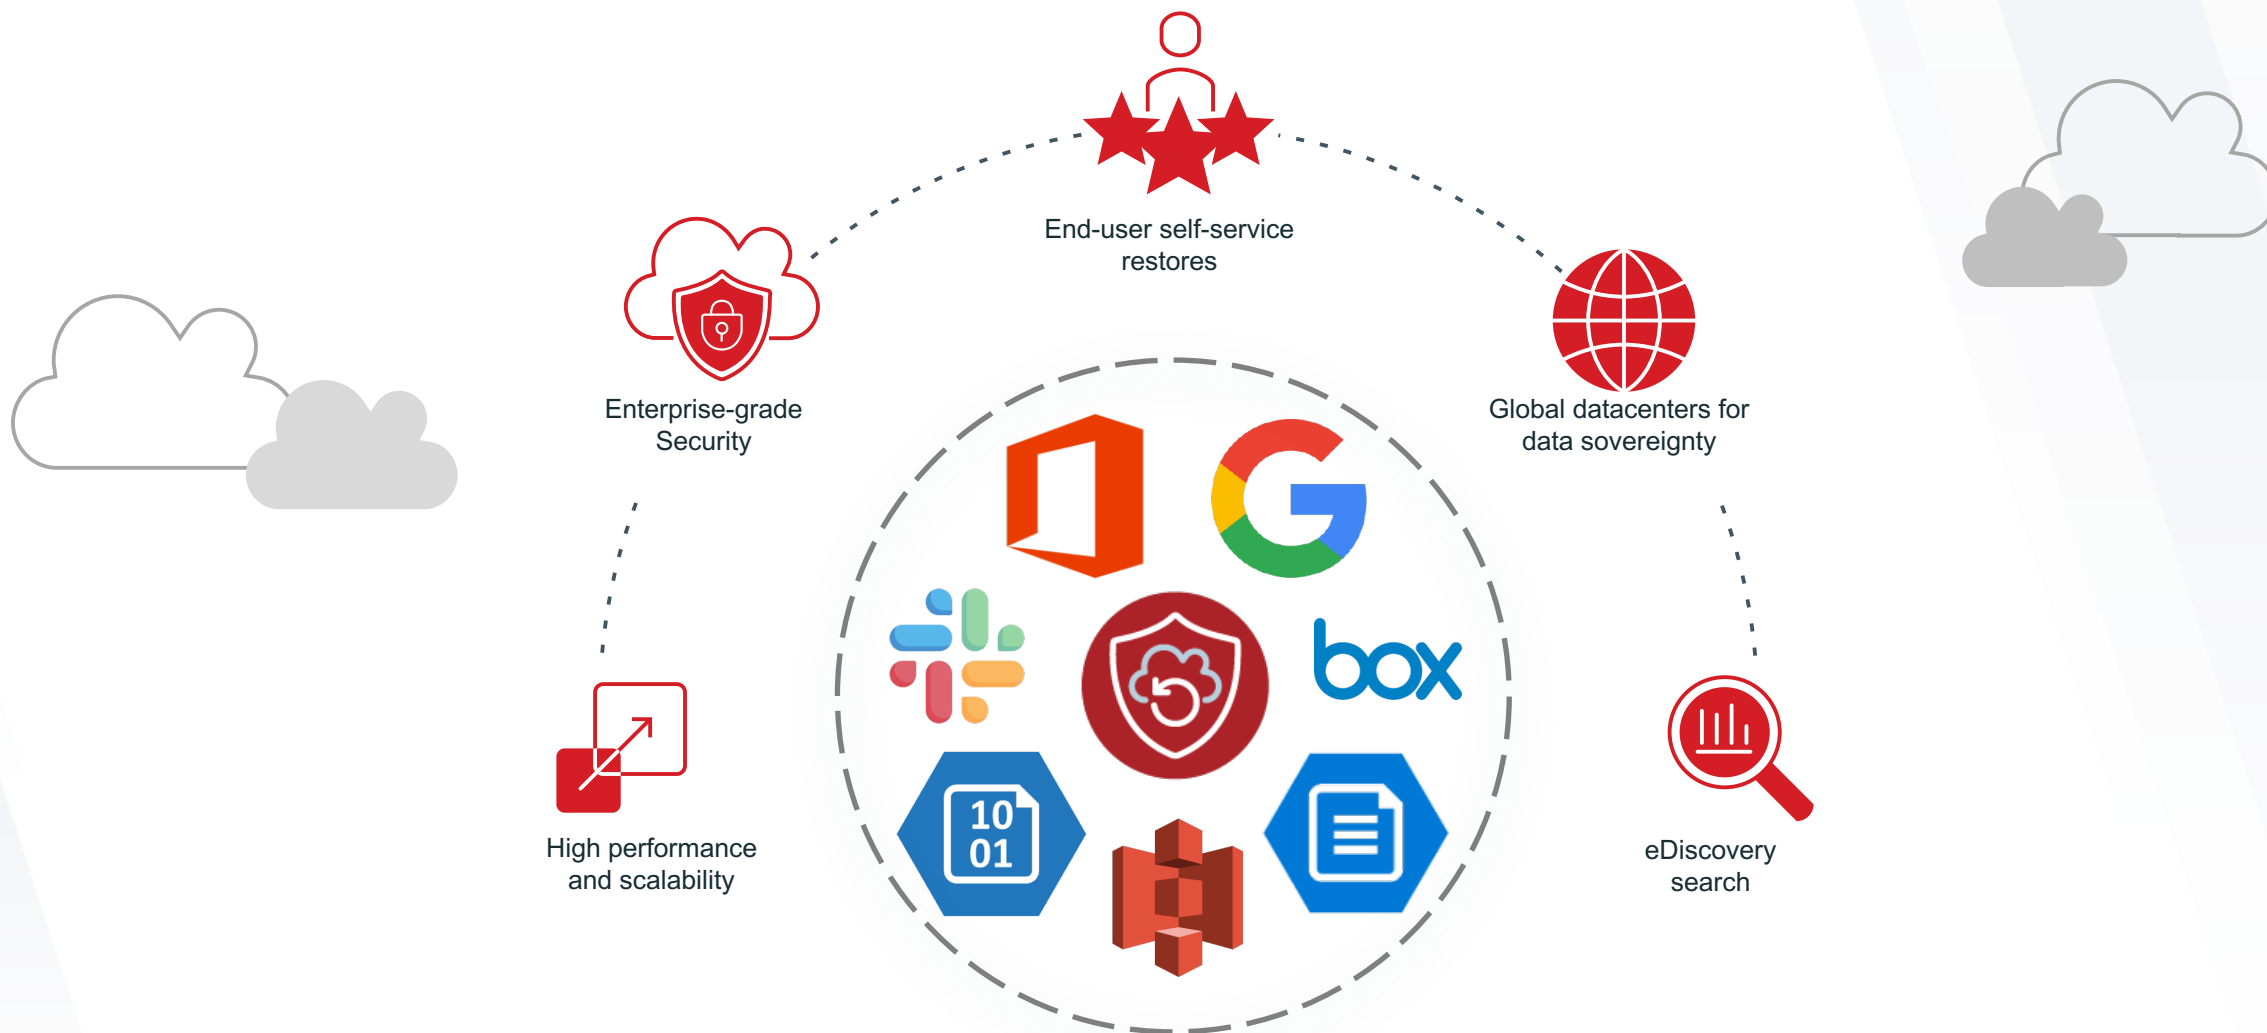 End-user self-service
restores
Enterprise-grade
Security
Global datacenters for
data sovereignty
box
10
01
High performance
and scalability
eDiscovery
search